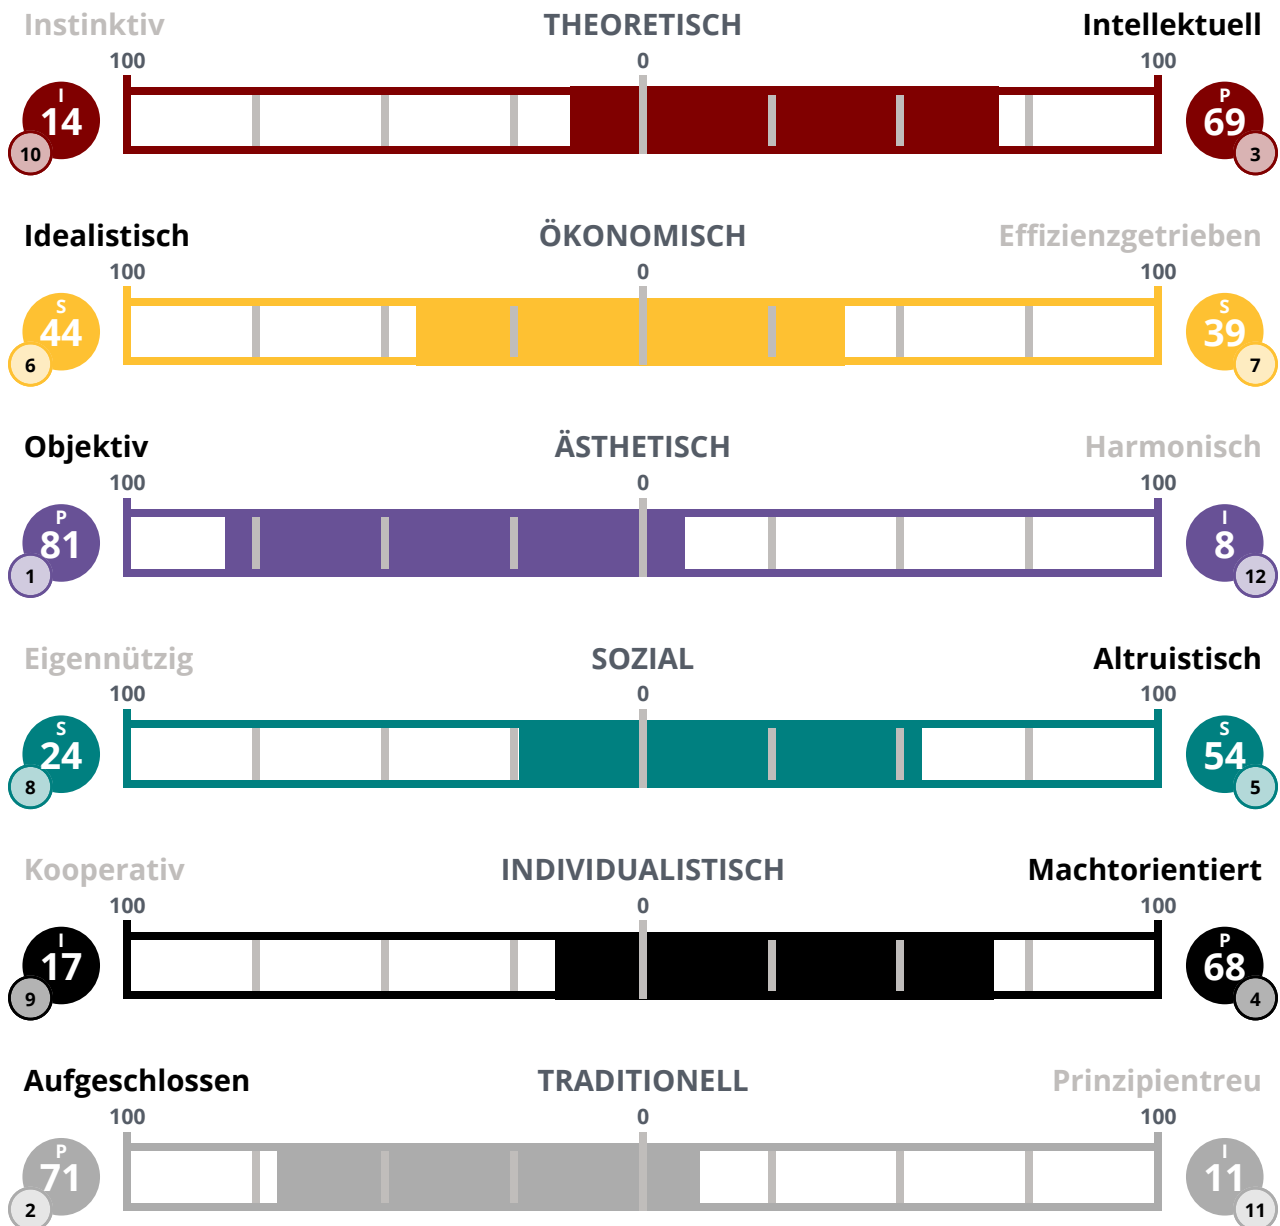 Instinktiv THEORETISCH Intellektuell
100 0 100
I P
14 69
10 3
Idealistisch ÖKONOMISCH Effizienzgetrieben
100 0 100
S S
44 39
6 7
Objektiv ÄSTHETISCH Harmonisch
100 0 100
P I
81 8
1 12
Eigennützig SOZIAL Altruistisch
100 0 100
S S
24 54
8 5
Kooperativ INDIVIDUALISTISCH Machtorientiert
100 0 100
I P
17 68
9 4
Aufgeschlossen TRADITIONELL Prinzipientreu
100 0 100
P I
71 11
2 11